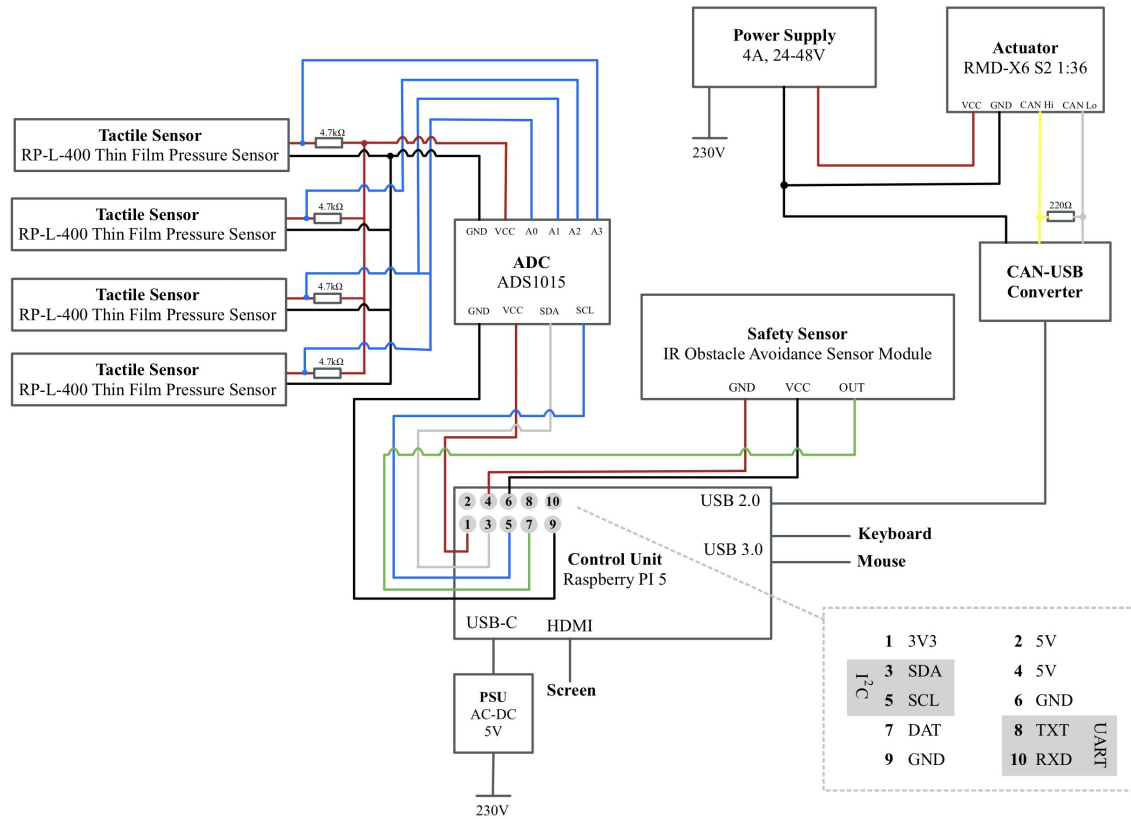 Power Supply
4A, 24-48V
230V
Actuator
RMD-X6 S2 1:36
VCC GND CAN Hi CAN Lo
220Ω
CAN-USB
Converter
Tactile Sensor
RP-L-400 Thin Film Pressure Sensor
4.7kΩ
Tactile Sensor
RP-L-400 Thin Film Pressure Sensor
4.7kΩ
Tactile Sensor
RP-L-400 Thin Film Pressure Sensor
4.7kΩ
Tactile Sensor
RP-L-400 Thin Film Pressure Sensor
4.7kΩ
GND VCC A0 A1 A2 A3
ADC
ADS1015
GND VCC SDA SCL
Safety Sensor
IR Obstacle Avoidance Sensor Module
GND VCC OUT
2 4 6 8 10
1 3 5 7 9
USB 2.0
USB 3.0
Keyboard
Mouse
Control Unit
Raspberry PI 5
USB-C HDMI
Screen
PSU
AC-DC
5V
230V
1 3V3 2 5V
3 SDA 4 5V
I²C
5 SCL 6 GND
7 DAT 8 TXT
UART
9 GND 10 RXD